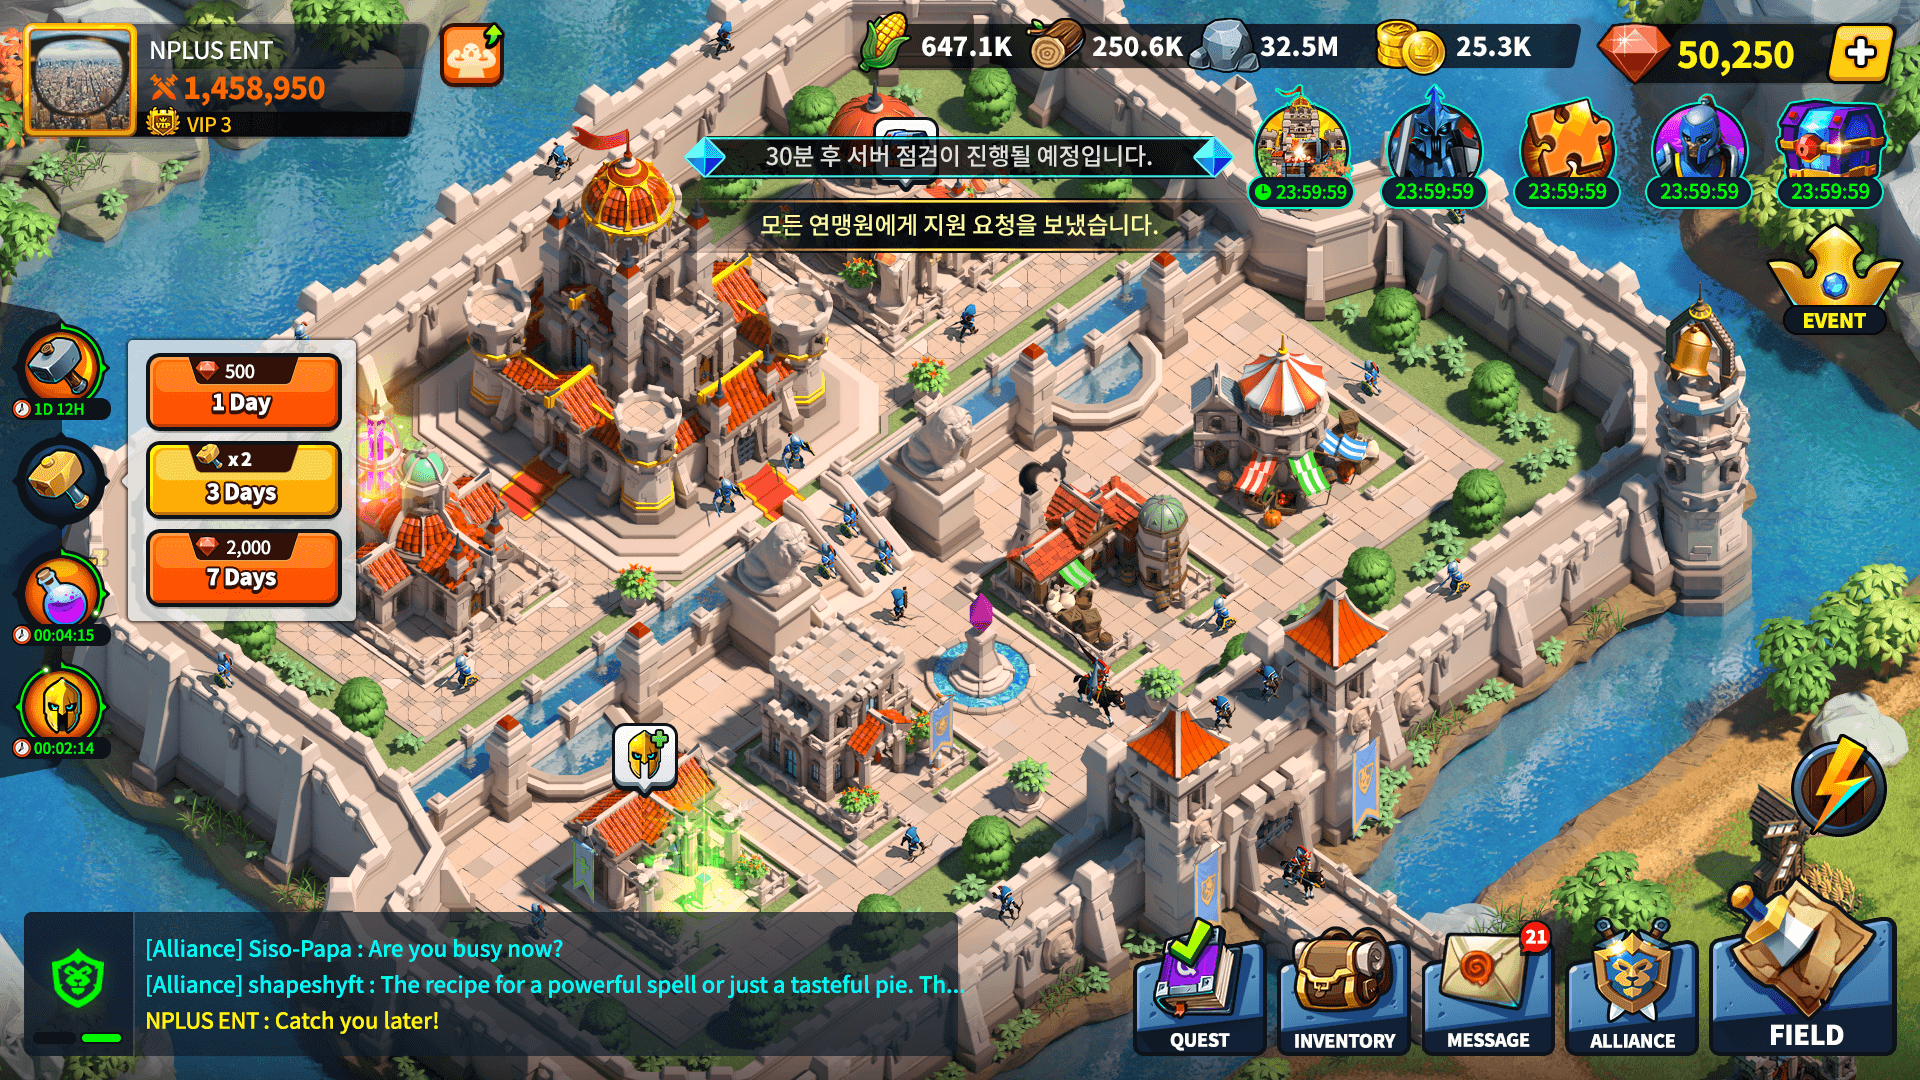 NPLUS ENT
1,458,950
VIP
VIP 3
647.1K
250.6K
32.5M
25.3K
50,250
30분 후 서버 점검이 진행될 예정입니다.
모든 연맹원에게 지원 요청을 보냈습니다.
23:59:59
23:59:59
23:59:59
23:59:59
23:59:59
EVENT
1D 12H
500
1 Day
x2
3 Days
2,000
7 Days
00:04:15
00:02:14
[Alliance] Siso-Papa : Are you busy now?
[Alliance] shapeshyft : The recipe for a powerful spell or just a tasteful pie. Th...
NPLUS ENT : Catch you later!
QUEST
INVENTORY
21
MESSAGE
ALLIANCE
FIELD